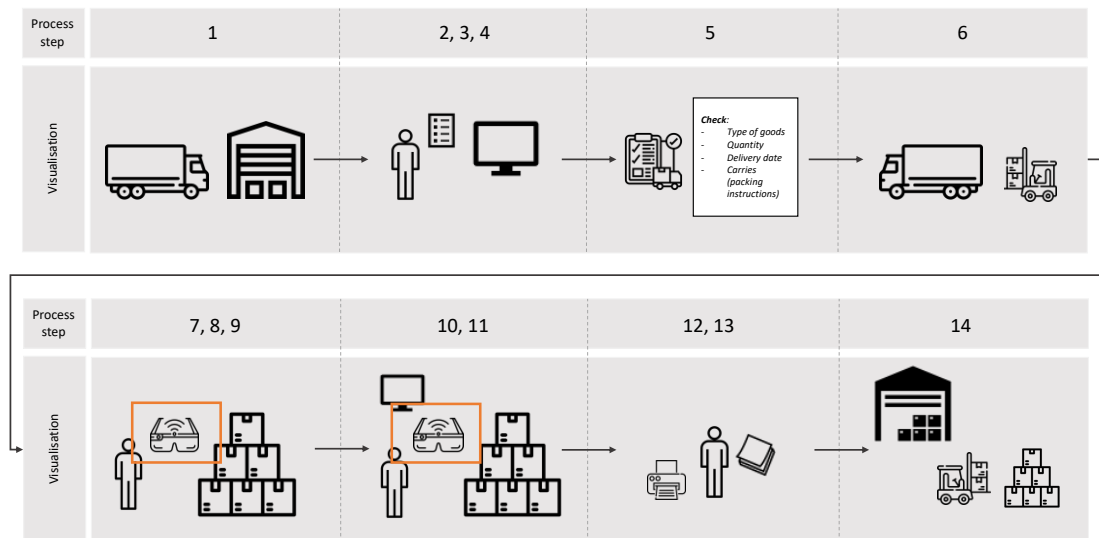 Process
step
1
2, 3, 4
5
6
Visualisation
Check:
- Type of goods
- Quantity
- Delivery date
- Carries
(packing
instructions)
Process
step
7, 8, 9
10, 11
12, 13
14
Visualisation